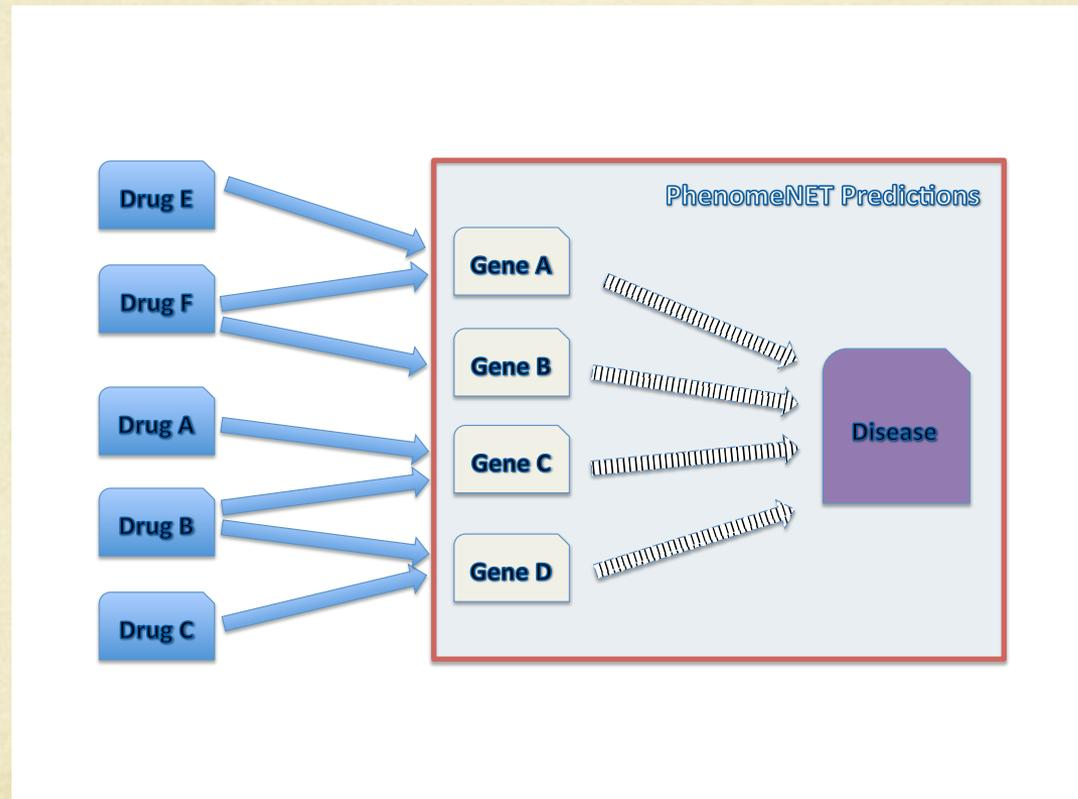 Drug E
Drug F
Drug A
Drug B
Drug C
PhenomeNET Predictions
Gene A
Gene B
Gene C
Gene D
Disease